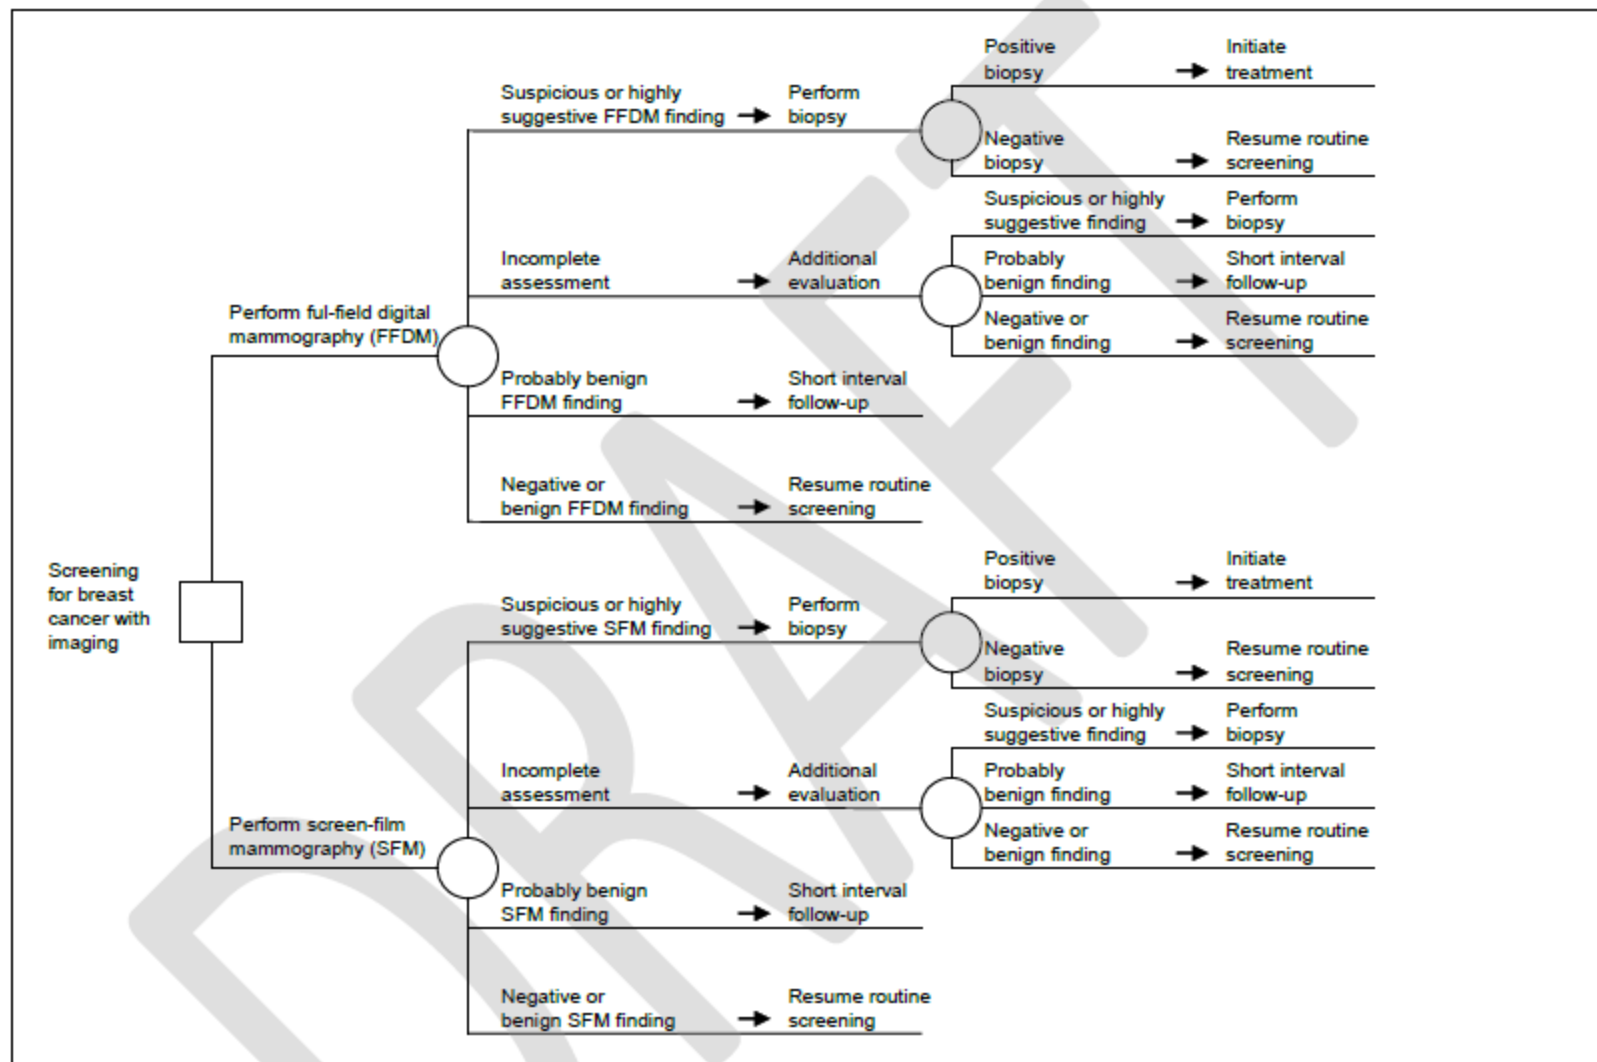 Screening
for breast
cancer with
imaging
Perform ful-field digital
mammography (FFDM)
Suspicious or highly
suggestive FFDM finding
Perform
biopsy
Positive
biopsy
Initiate
treatment
Negative
biopsy
Resume routine
screening
Incomplete
assessment
Additional
evaluation
Suspicious or highly
suggestive finding
Perform
biopsy
Probably
benign finding
Short interval
follow-up
Negative or
benign finding
Resume routine
screening
Probably benign
FFDM finding
Short interval
follow-up
Negative or
benign FFDM finding
Resume routine
screening
Perform screen-film
mammography (SFM)
Suspicious or highly
suggestive SFM finding
Perform
biopsy
Positive
biopsy
Initiate
treatment
Negative
biopsy
Resume routine
screening
Incomplete
assessment
Additional
evaluation
Suspicious or highly
suggestive finding
Perform
biopsy
Probably
benign finding
Short interval
follow-up
Negative or
benign finding
Resume routine
screening
Probably benign
SFM finding
Short interval
follow-up
Negative or
benign SFM finding
Resume routine
screening
DRAFT